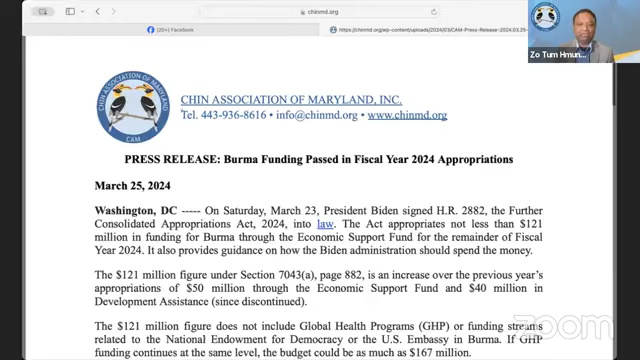 chinmd.org
(20+) Facebook
https://chinmd.org/wp-content/uploads/2024/03/CAM-Press-Release-2024.03.25-
Zo Tum Hmun...
CHIN ASSOCIATION OF MARYLAND
CAM
CHIN ASSOCIATION OF MARYLAND, INC.
Tel. 443-936-8616 • info@chinmd.org • www.chinmd.org
PRESS RELEASE: Burma Funding Passed in Fiscal Year 2024 Appropriations
March 25, 2024
Washington, DC ----- On Saturday, March 23, President Biden signed H.R. 2882, the Further
Consolidated Appropriations Act, 2024, into law. The Act appropriates not less than $121
million in funding for Burma through the Economic Support Fund for the remainder of Fiscal
Year 2024. It also provides guidance on how the Biden administration should spend the money.
The $121 million figure under Section 7043(a), page 882, is an increase over the previous year's
appropriations of $50 million through the Economic Support Fund and $40 million in
Development Assistance (since discontinued).
The $121 million figure does not include Global Health Programs (GHP) or funding streams
related to the National Endowment for Democracy or the U.S. Embassy in Burma. If GHP
funding continues at the same level, the budget could be as much as $167 million.
zoom